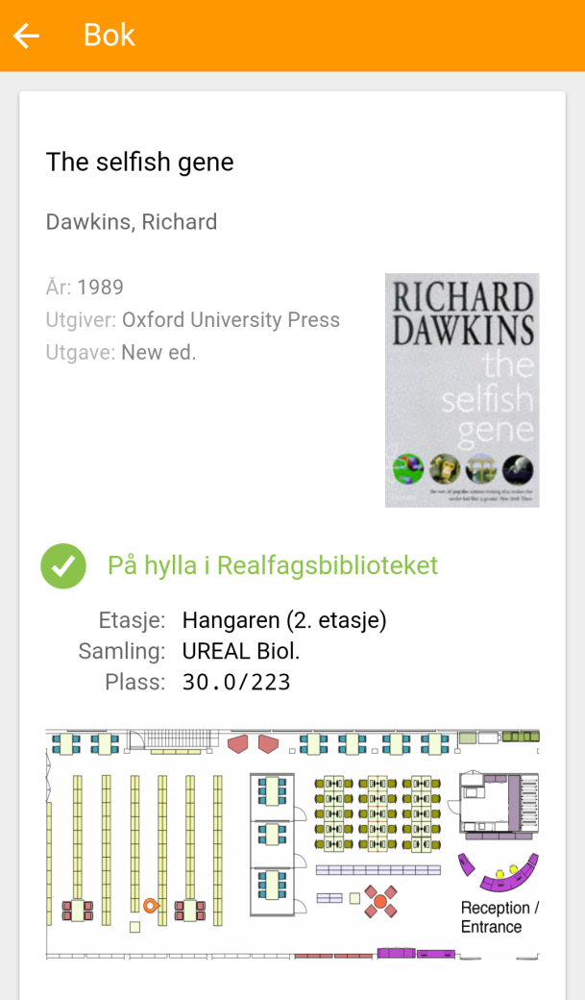 Bok
The selfish gene
Dawkins, Richard
År: 1989
Utgiver: Oxford University Press
Utgave: New ed.
RICHARD
DAWKINS
the
selfish
gene
På hylla i Realfagsbiblioteket
Etasje: Hangaren (2. etasje)
Samling: UREAL Biol.
Plass: 30.0/223
Reception /
Entrance